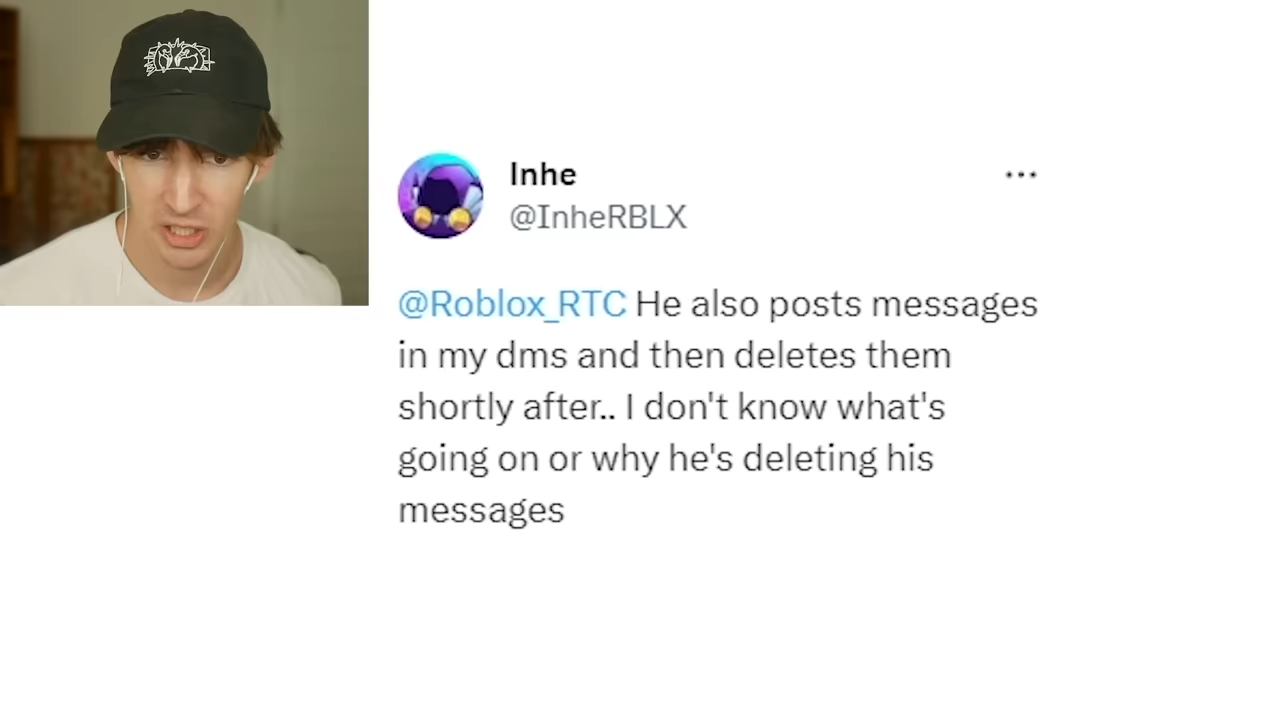 Inhe
@InheRBLX
@Roblox_RTC He also posts messages
in my dms and then deletes them
shortly after.. I don't know what's
going on or why he's deleting his
messages